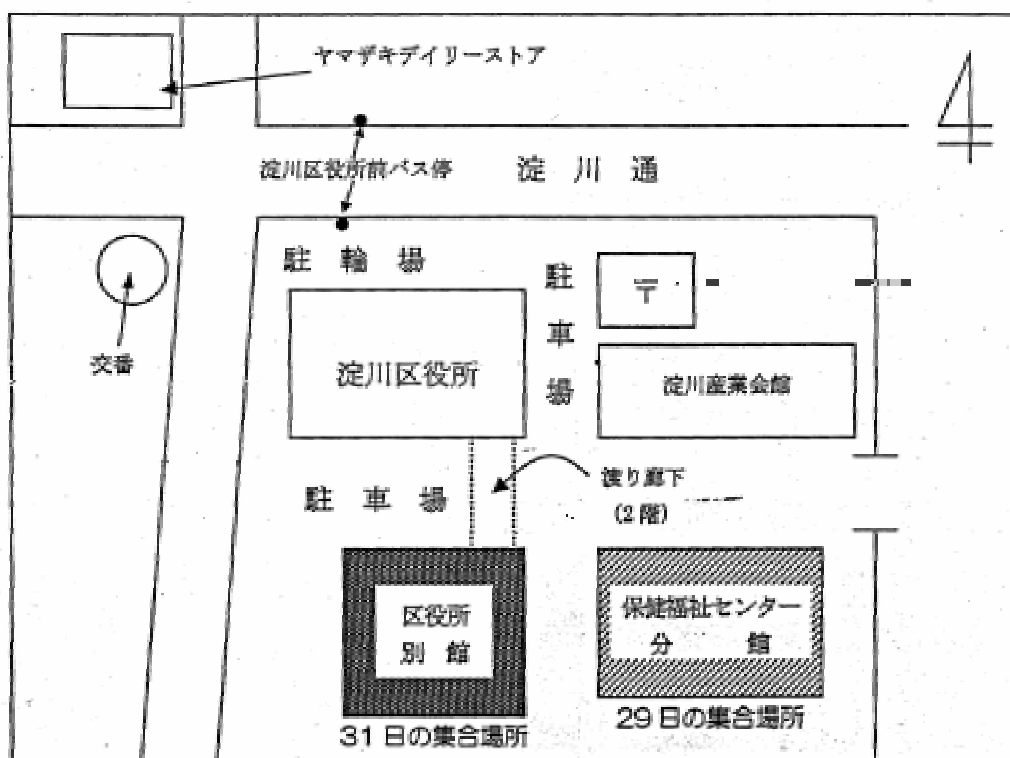 ヤマザキデイリーストア
淀川区役所前バス停
淀川通
駐輪場
駐車場
〒
交番
淀川区役所
淀川産業会館
駐車場
渡り廊下
(2階)
区役所
別館
保健福祉センター
分館
31日の集合場所
29日の集合場所